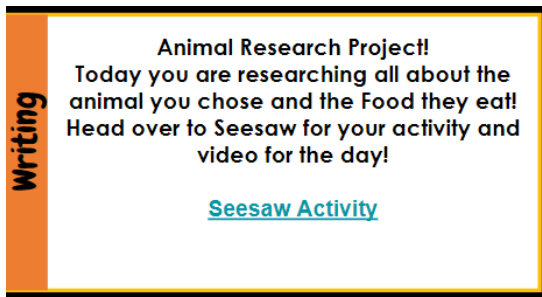 Writing
Animal Research Project!
Today you are researching all about the
animal you chose and the Food they eat!
Head over to Seesaw for your activity and
video for the day!
Seesaw Activity